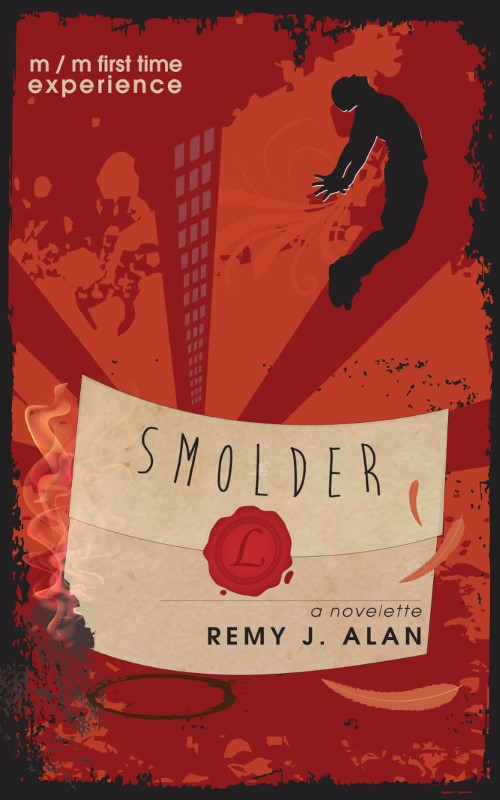 m / m first time
experience
SMOLDER
L
a novelette
REMY J. ALAN